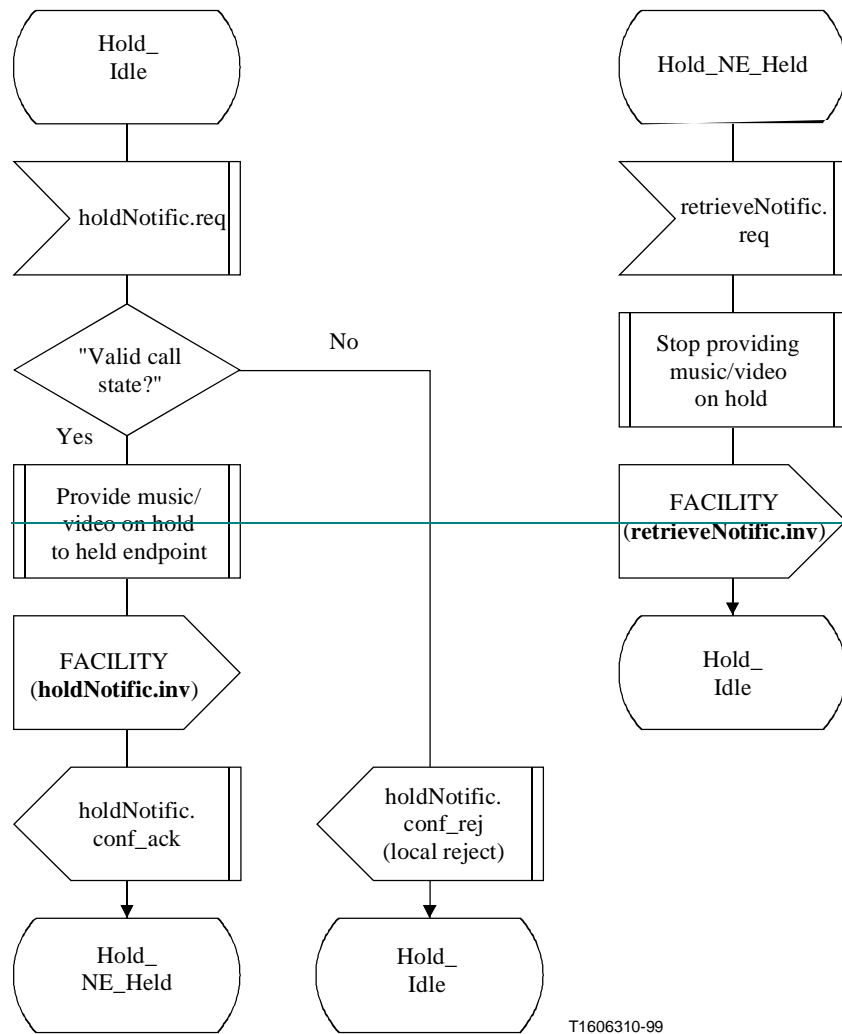 Hold_
Idle
holdNotific.req
"Valid call
state?"
No
Yes
Provide music/
video on hold
to held endpoint
FACILITY
(holdNotific.inv)
holdNotific.
conf_ack
Hold_
NE_Held
holdNotific.
conf_rej
(local reject)
Hold_
Idle
Hold_NE_Held
retrieveNotific.
req
Stop providing
music/video
on hold
FACILITY
(retrieveNotific.inv)
Hold_
Idle
T1606310-99